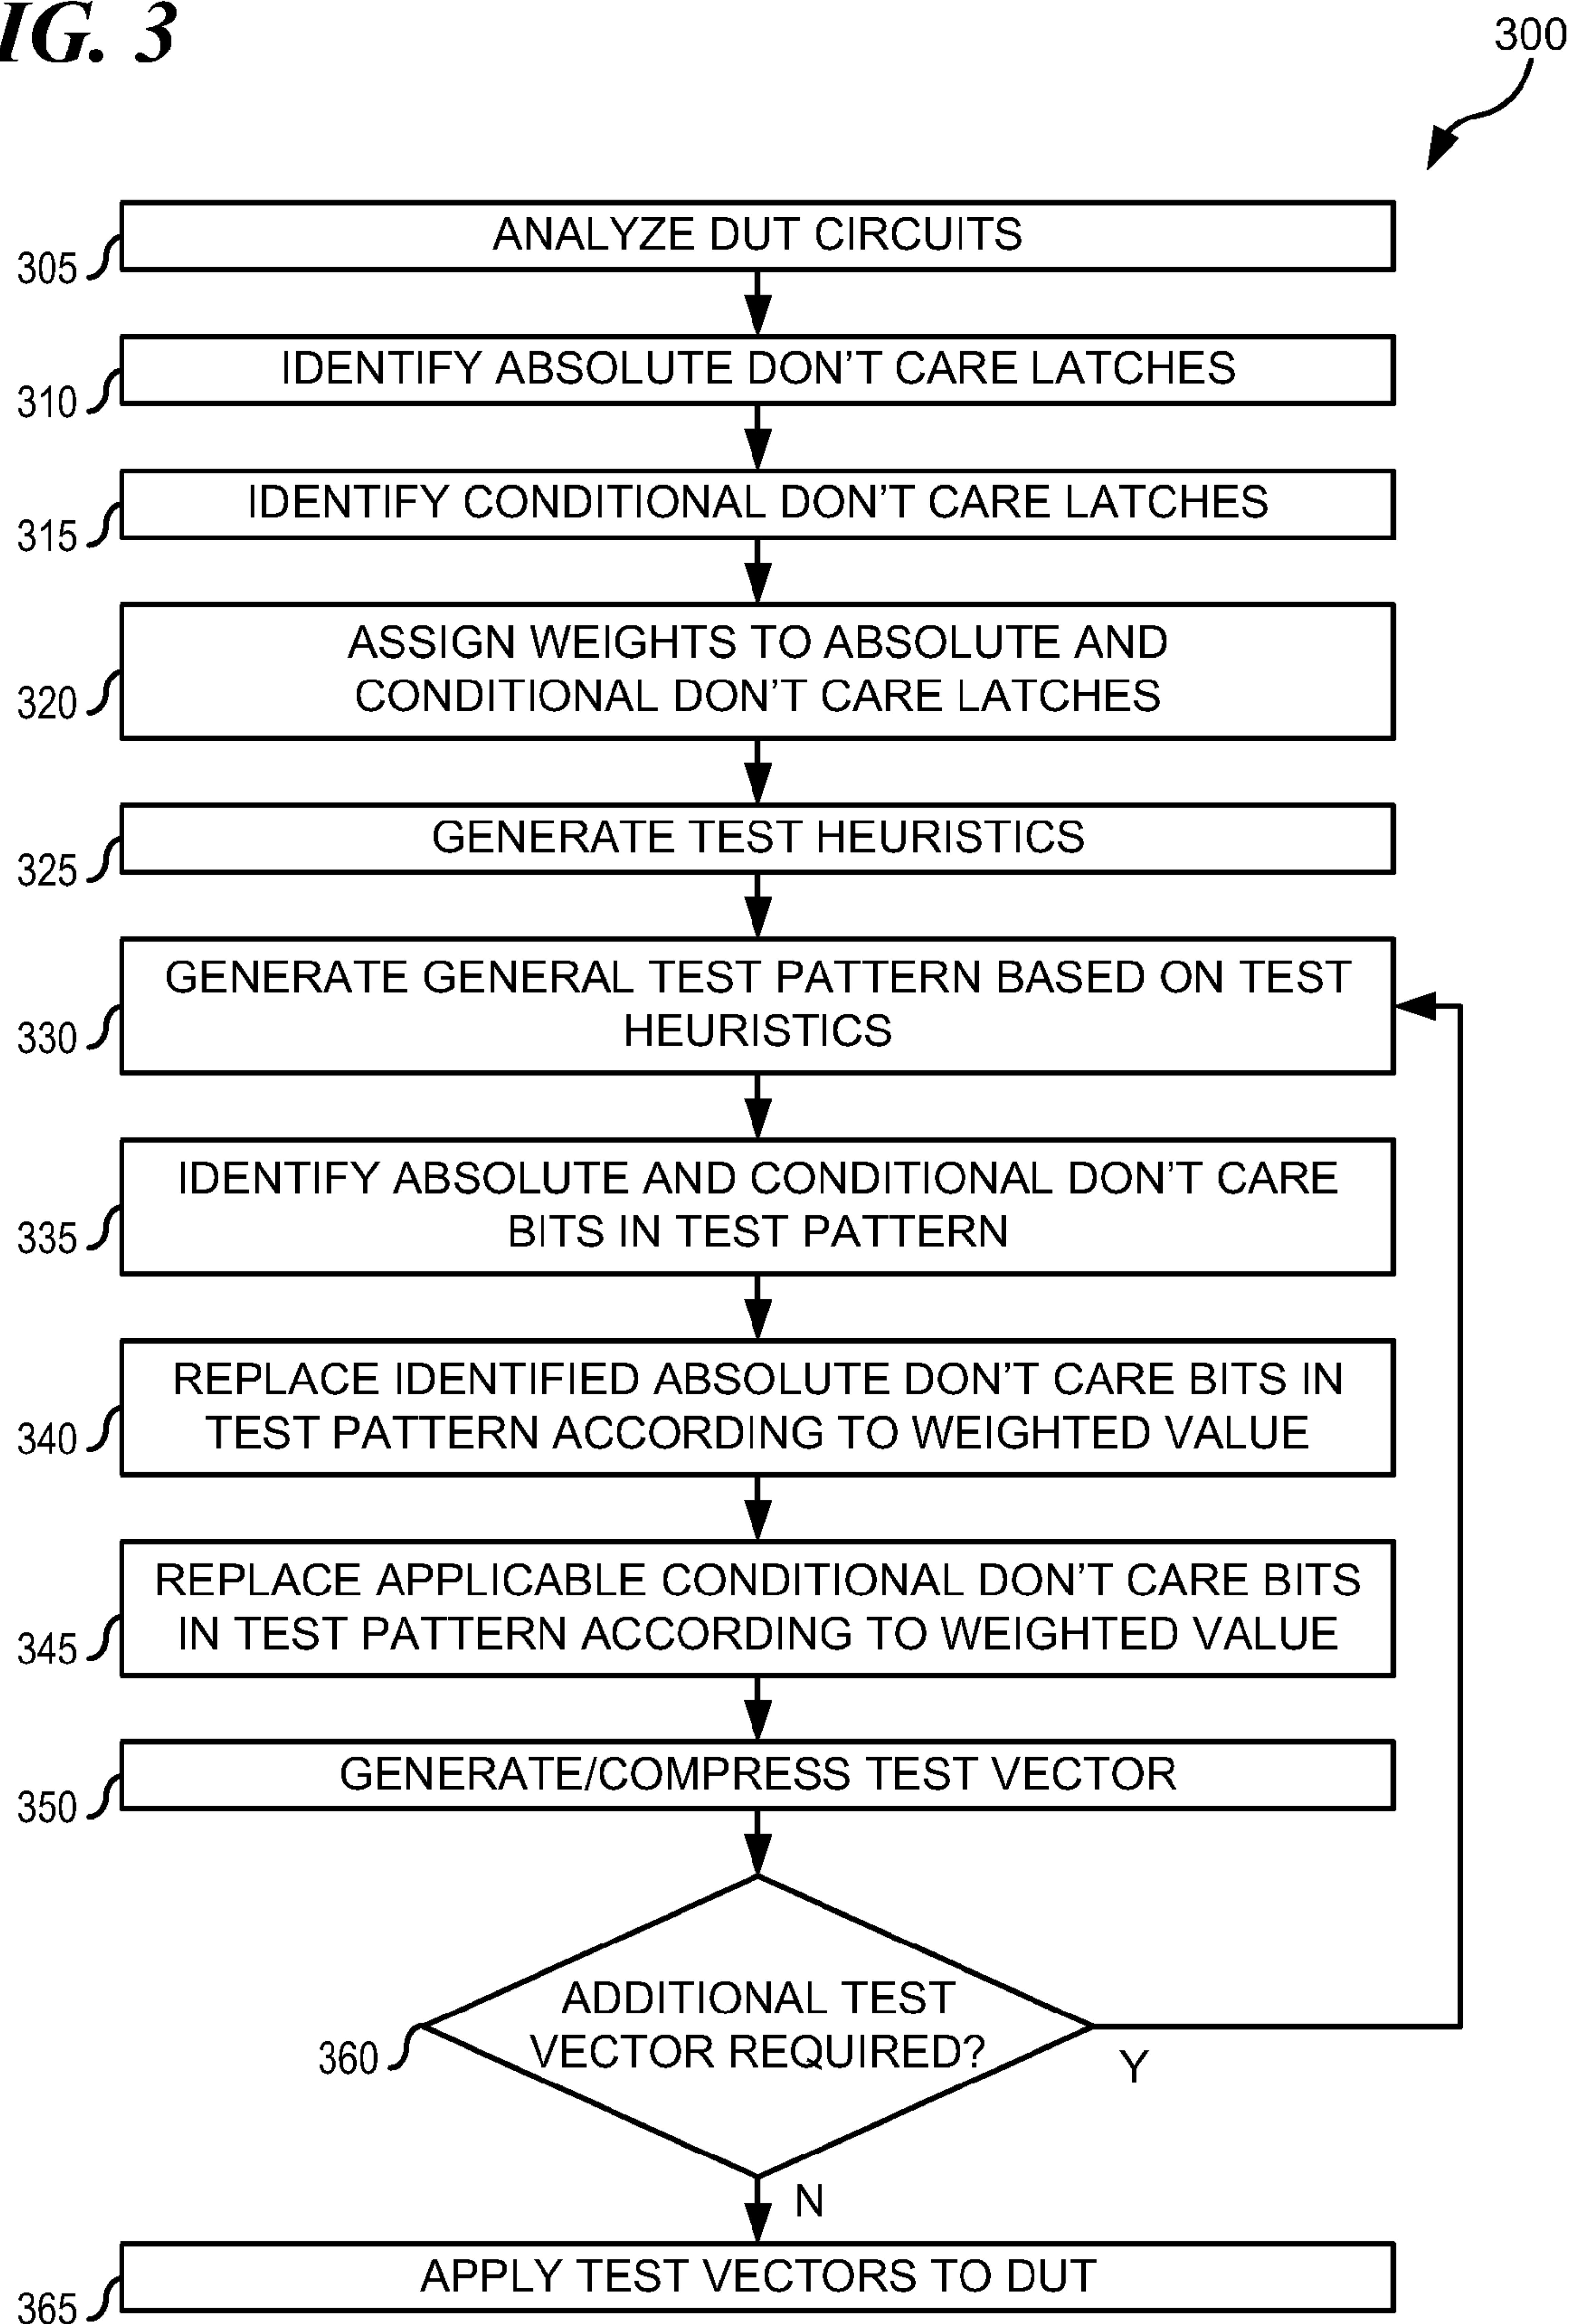 IG. 3
300
ANALYZE DUT CIRCUITS
305
IDENTIFY ABSOLUTE DON'T CARE LATCHES
310
IDENTIFY CONDITIONAL DON'T CARE LATCHES
315
ASSIGN WEIGHTS TO ABSOLUTE AND
CONDITIONAL DON'T CARE LATCHES
320
GENERATE TEST HEURISTICS
325
GENERATE GENERAL TEST PATTERN BASED ON TEST
HEURISTICS
330
IDENTIFY ABSOLUTE AND CONDITIONAL DON'T CARE
BITS IN TEST PATTERN
335
REPLACE IDENTIFIED ABSOLUTE DON'T CARE BITS IN
TEST PATTERN ACCORDING TO WEIGHTED VALUE
340
REPLACE APPLICABLE CONDITIONAL DON'T CARE BITS
IN TEST PATTERN ACCORDING TO WEIGHTED VALUE
345
GENERATE/COMPRESS TEST VECTOR
350
ADDITIONAL TEST
VECTOR REQUIRED?
360
Y
N
APPLY TEST VECTORS TO DUT
365